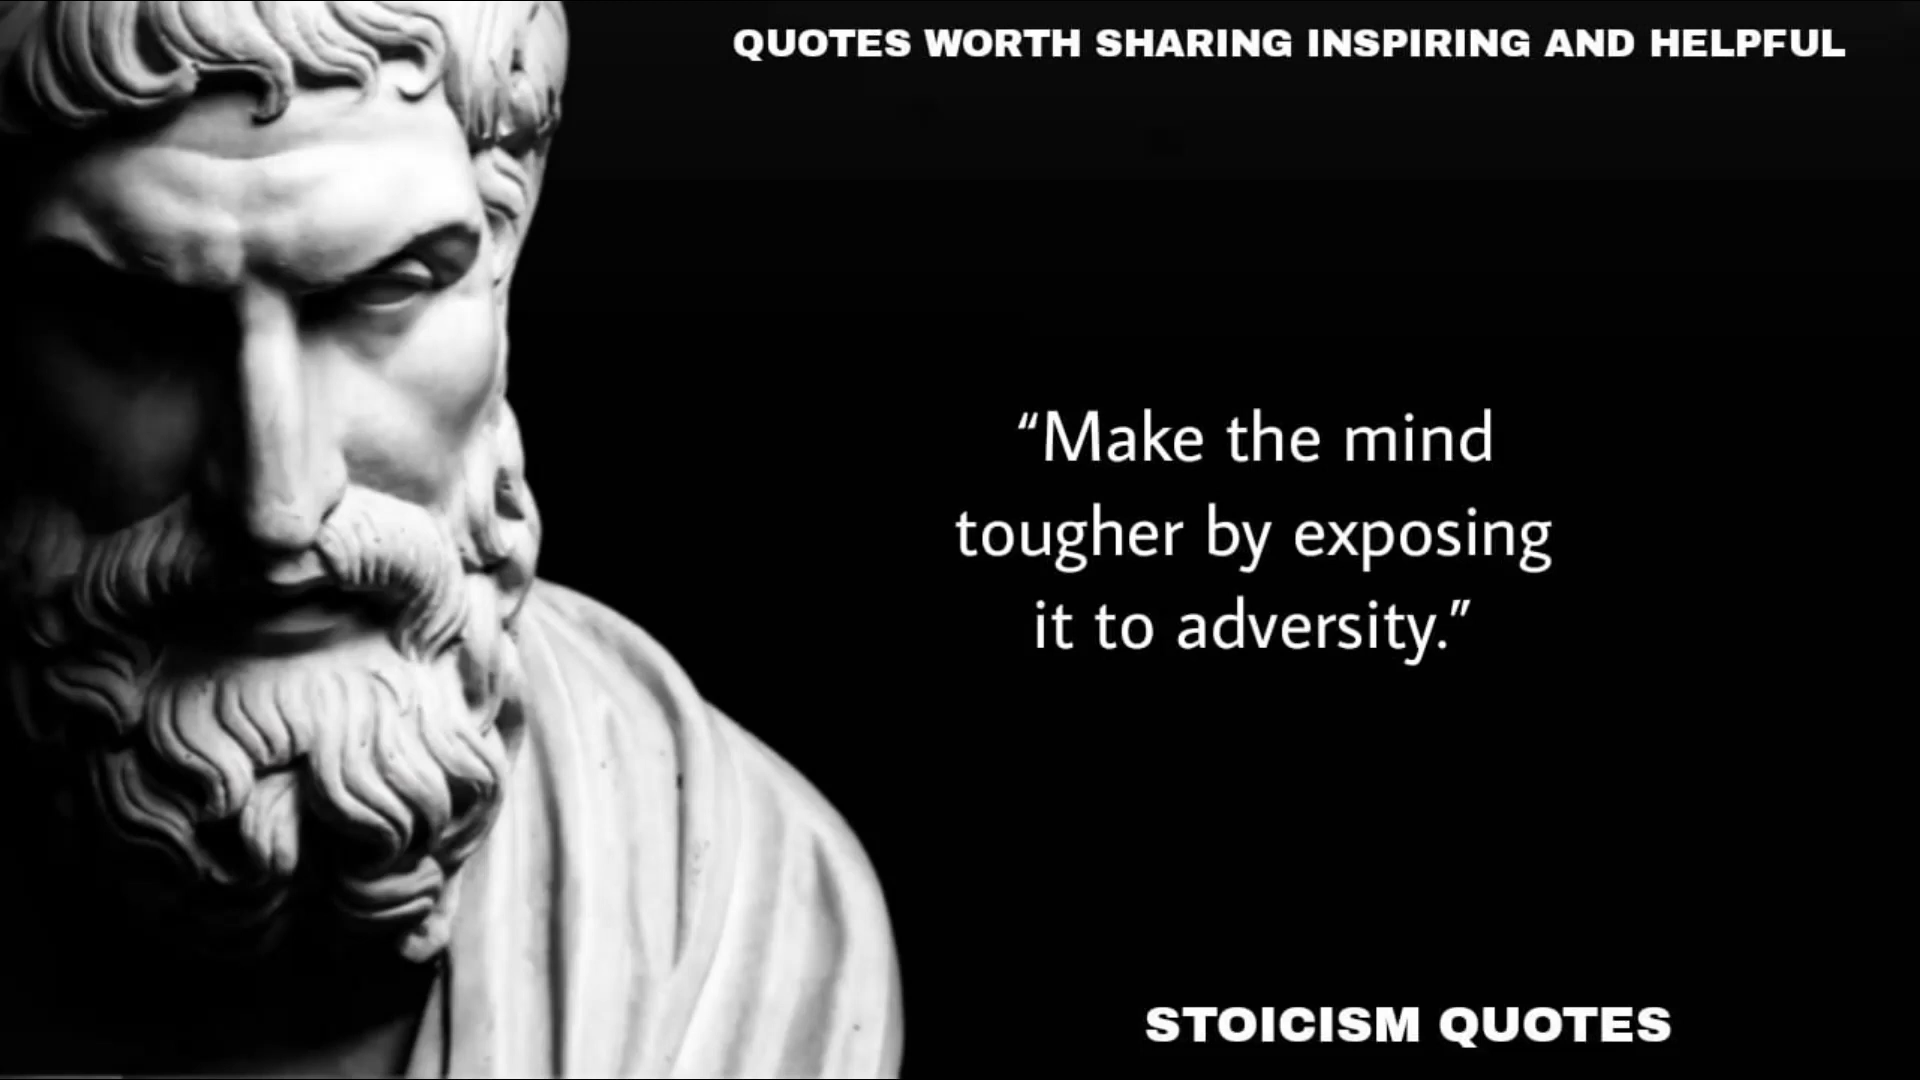 QUOTES WORTH SHARING INSPIRING AND HELPFUL
“Make the mind
tougher by exposing
it to adversity.”
STOICISM QUOTES